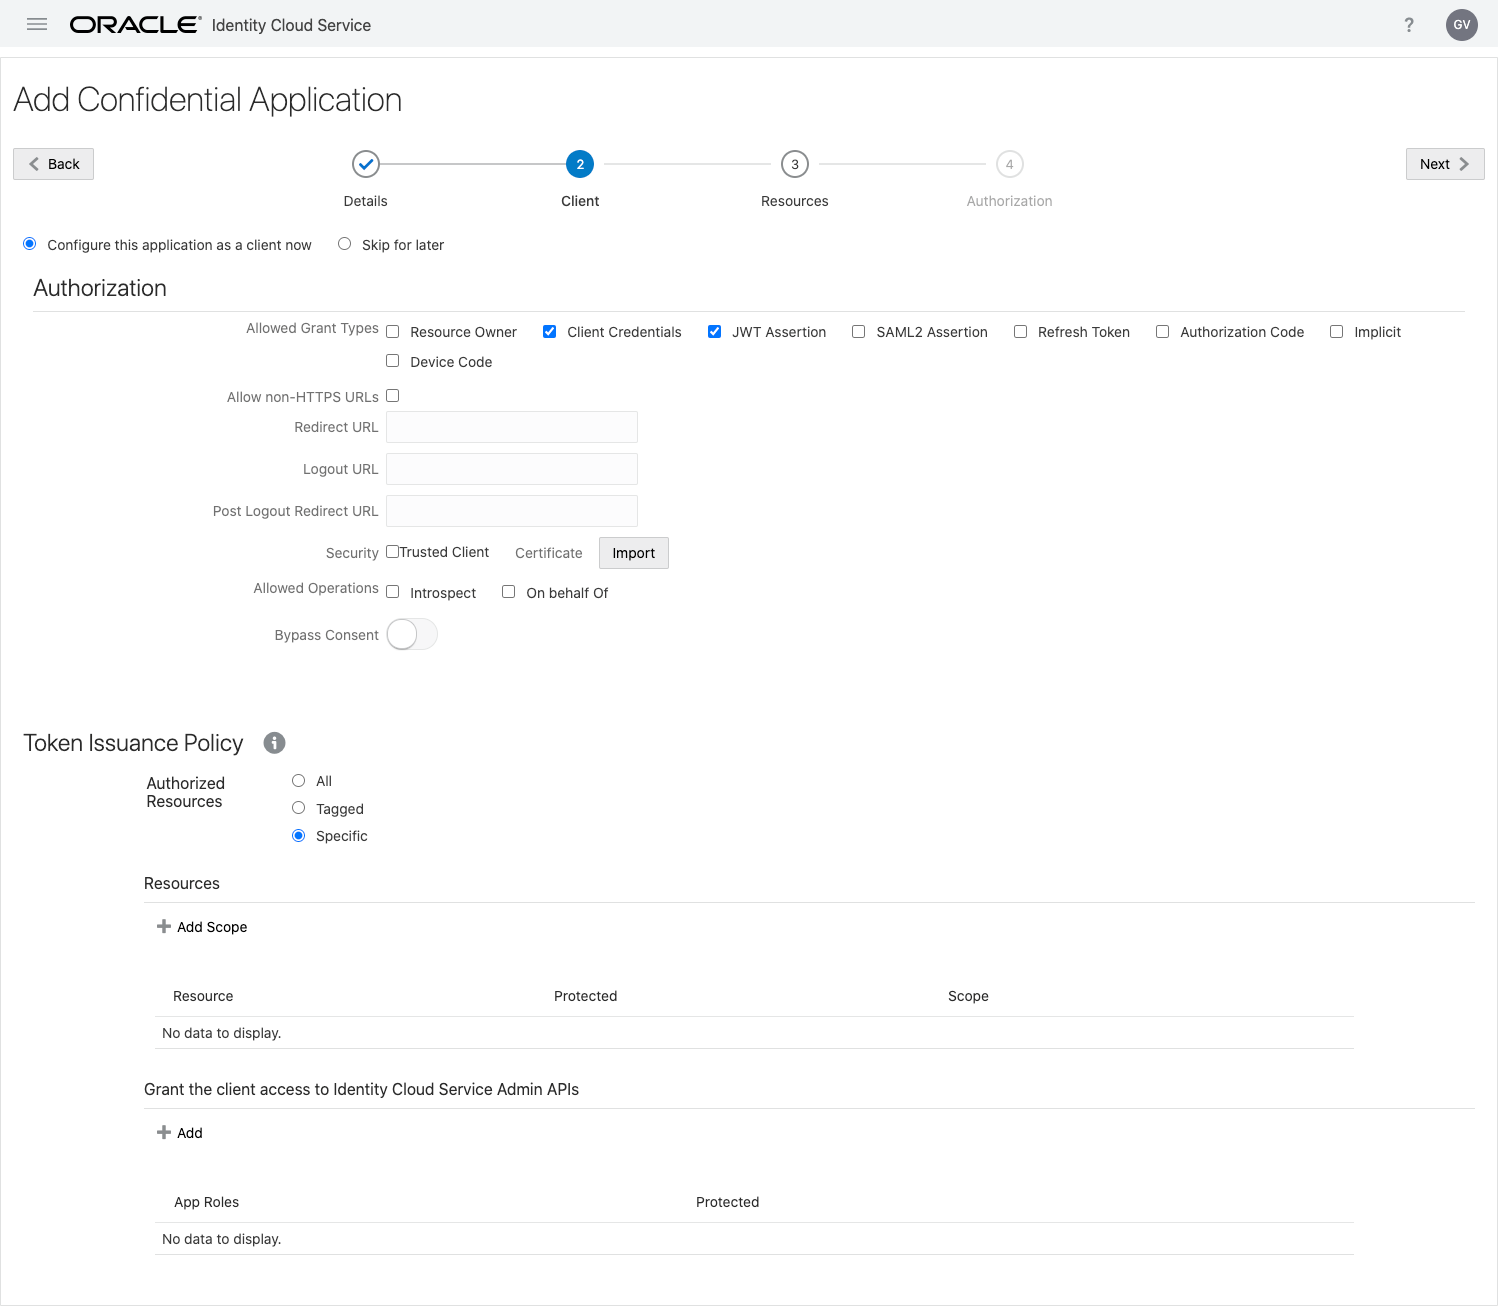 ORACLE® Identity Cloud Service ? GV
Add Confidential Application
Back 2 3 4 Next
Details Client Resources Authorization
Configure this application as a client now Skip for later
Authorization
Allowed Grant Types Resource Owner Client Credentials JWT Assertion SAML2 Assertion Refresh Token Authorization Code Implicit
Device Code
Allow non-HTTPS URLs
Redirect URL
Logout URL
Post Logout Redirect URL
Security Trusted Client Certificate Import
Allowed Operations Introspect On behalf Of
Bypass Consent
Token Issuance Policy
Authorized Resources All
Tagged
Specific
Resources
Add Scope
Resource Protected Scope
No data to display.
Grant the client access to Identity Cloud Service Admin APIs
Add
App Roles Protected
No data to display.